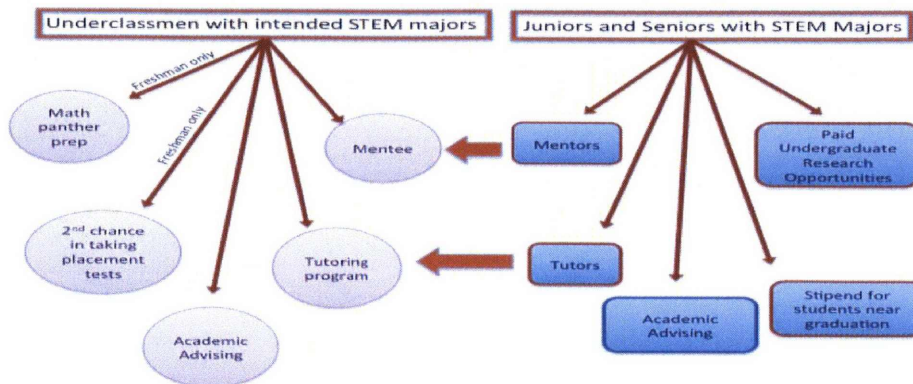 Underclassmen with intended STEM majors
Juniors and Seniors with STEM Majors
Freshman only
Freshman only
Math
panther
prep
Mentee
Mentors
Paid
Undergraduate
Research
Opportunities
2nd chance
in taking
placement
tests
Tutoring
program
Tutors
Academic
Advising
Academic
Advising
Stipend for
students near
graduation